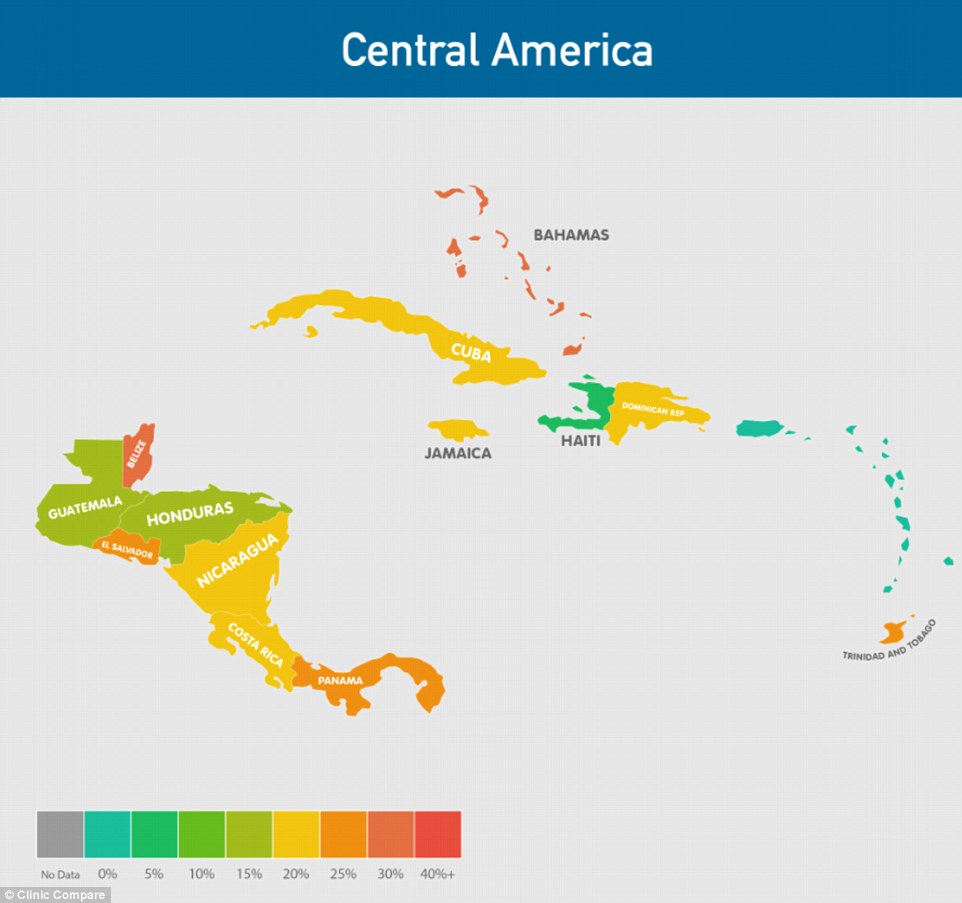 Central America
BAHAMAS
CUBA
DOMINICAN REP
HAITI
JAMAICA
BELIZE
GUATEMALA
HONDURAS
EL SALVADOR
NICARAGUA
COSTA RICA
PANAMA
TRINIDAD AND TOBAGO
No Data 0% 5% 10% 15% 20% 25% 30% 40%+
© Clinic Compare